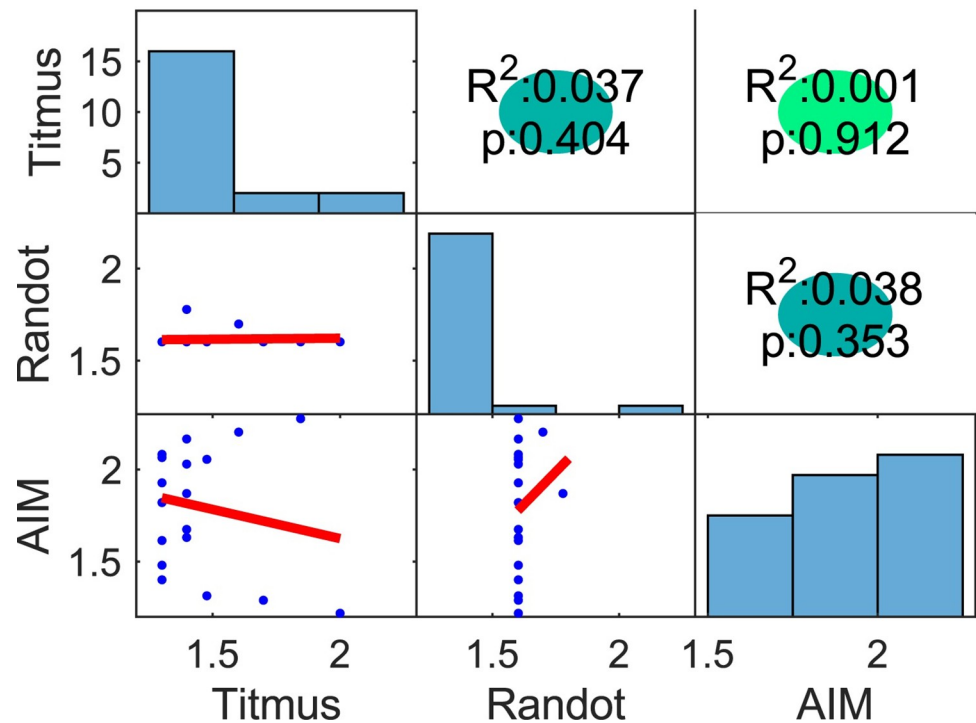 Titmus
15
10
5
R²:0.037
p:0.404
R²:0.001
p:0.912
Randot
2
1.5
R²:0.038
p:0.353
AIM
2
1.5
1.5
2
1.5
2
1.5
2
Titmus
Randot
AIM